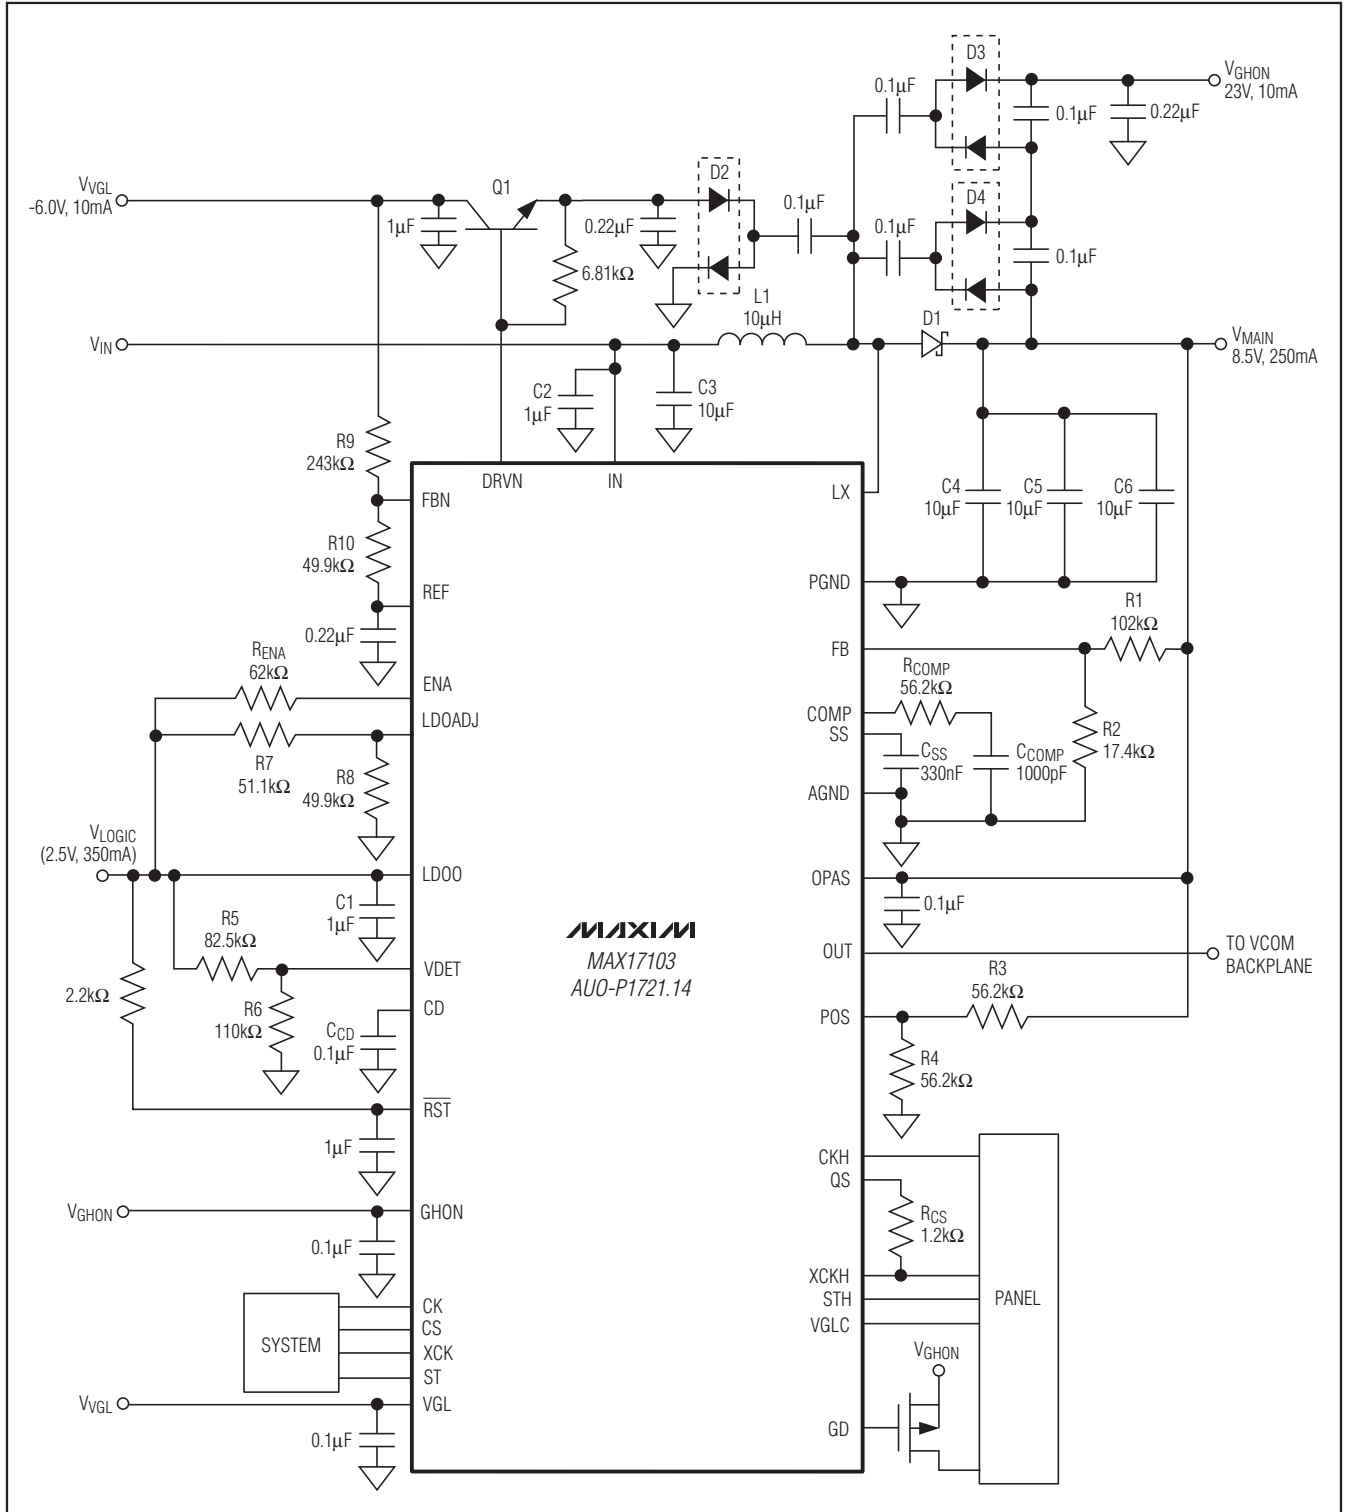 D3
0.1μF
VGHON
23V, 10mA
0.1μF
0.22μF
D4
0.1μF
0.1μF
VVGL
-6.0V, 10mA
1μF
Q1
6.81kΩ
0.22μF
D2
0.1μF
VIN
L1
10μH
D1
VMAIN
8.5V, 250mA
C2
1μF
C3
10μF
R9
243kΩ
DRVN
IN
FBN
LX
C4
10μF
C5
10μF
C6
10μF
R10
49.9kΩ
REF
0.22μF
PGND
R1
102kΩ
FB
RENA
62kΩ
ENA
LDOADJ
R7
51.1kΩ
R8
49.9kΩ
RCOMP
56.2kΩ
COMP
SS
CSS
330nF
CCOMP
1000pF
R2
17.4kΩ
AGND
VLOGIC
(2.5V, 350mA)
LDOO
C1
1μF
OPAS
0.1μF
R5
82.5kΩ
VDET
2.2kΩ
R6
110kΩ
CD
CCD
0.1μF
RST
1μF
MAXIM
MAX17103
AUO-P1721.14
OUT
TO VCOM
BACKPLANE
R3
56.2kΩ
POS
R4
56.2kΩ
VGHON
GHON
0.1μF
CKH
QS
RCS
1.2kΩ
XCKH
STH
VGLC
PANEL
SYSTEM
CK
CS
XCK
ST
VVGL
VGL
0.1μF
VGHON
GD